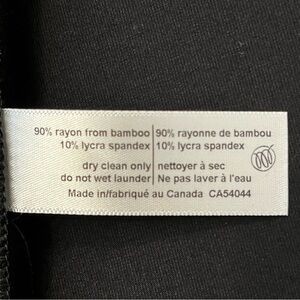 90% rayon from bamboo | 90% rayonne de bambou
10% lycra spandex | 10% lycra spandex
dry clean only | nettoyer à sec
do not wet launder | Ne pas laver à l'eau
Made in/fabriqué au Canada CA54044